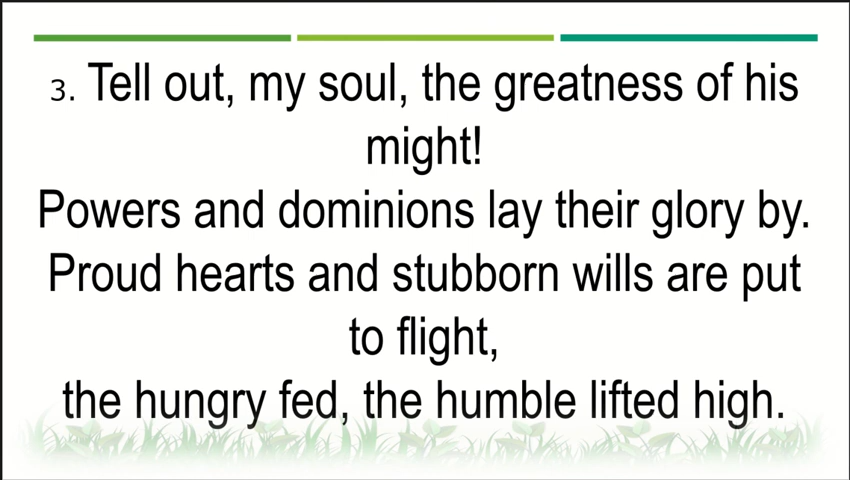 3. Tell out, my soul, the greatness of his
might!
Powers and dominions lay their glory by.
Proud hearts and stubborn wills are put
to flight,
the hungry fed, the humble lifted high.